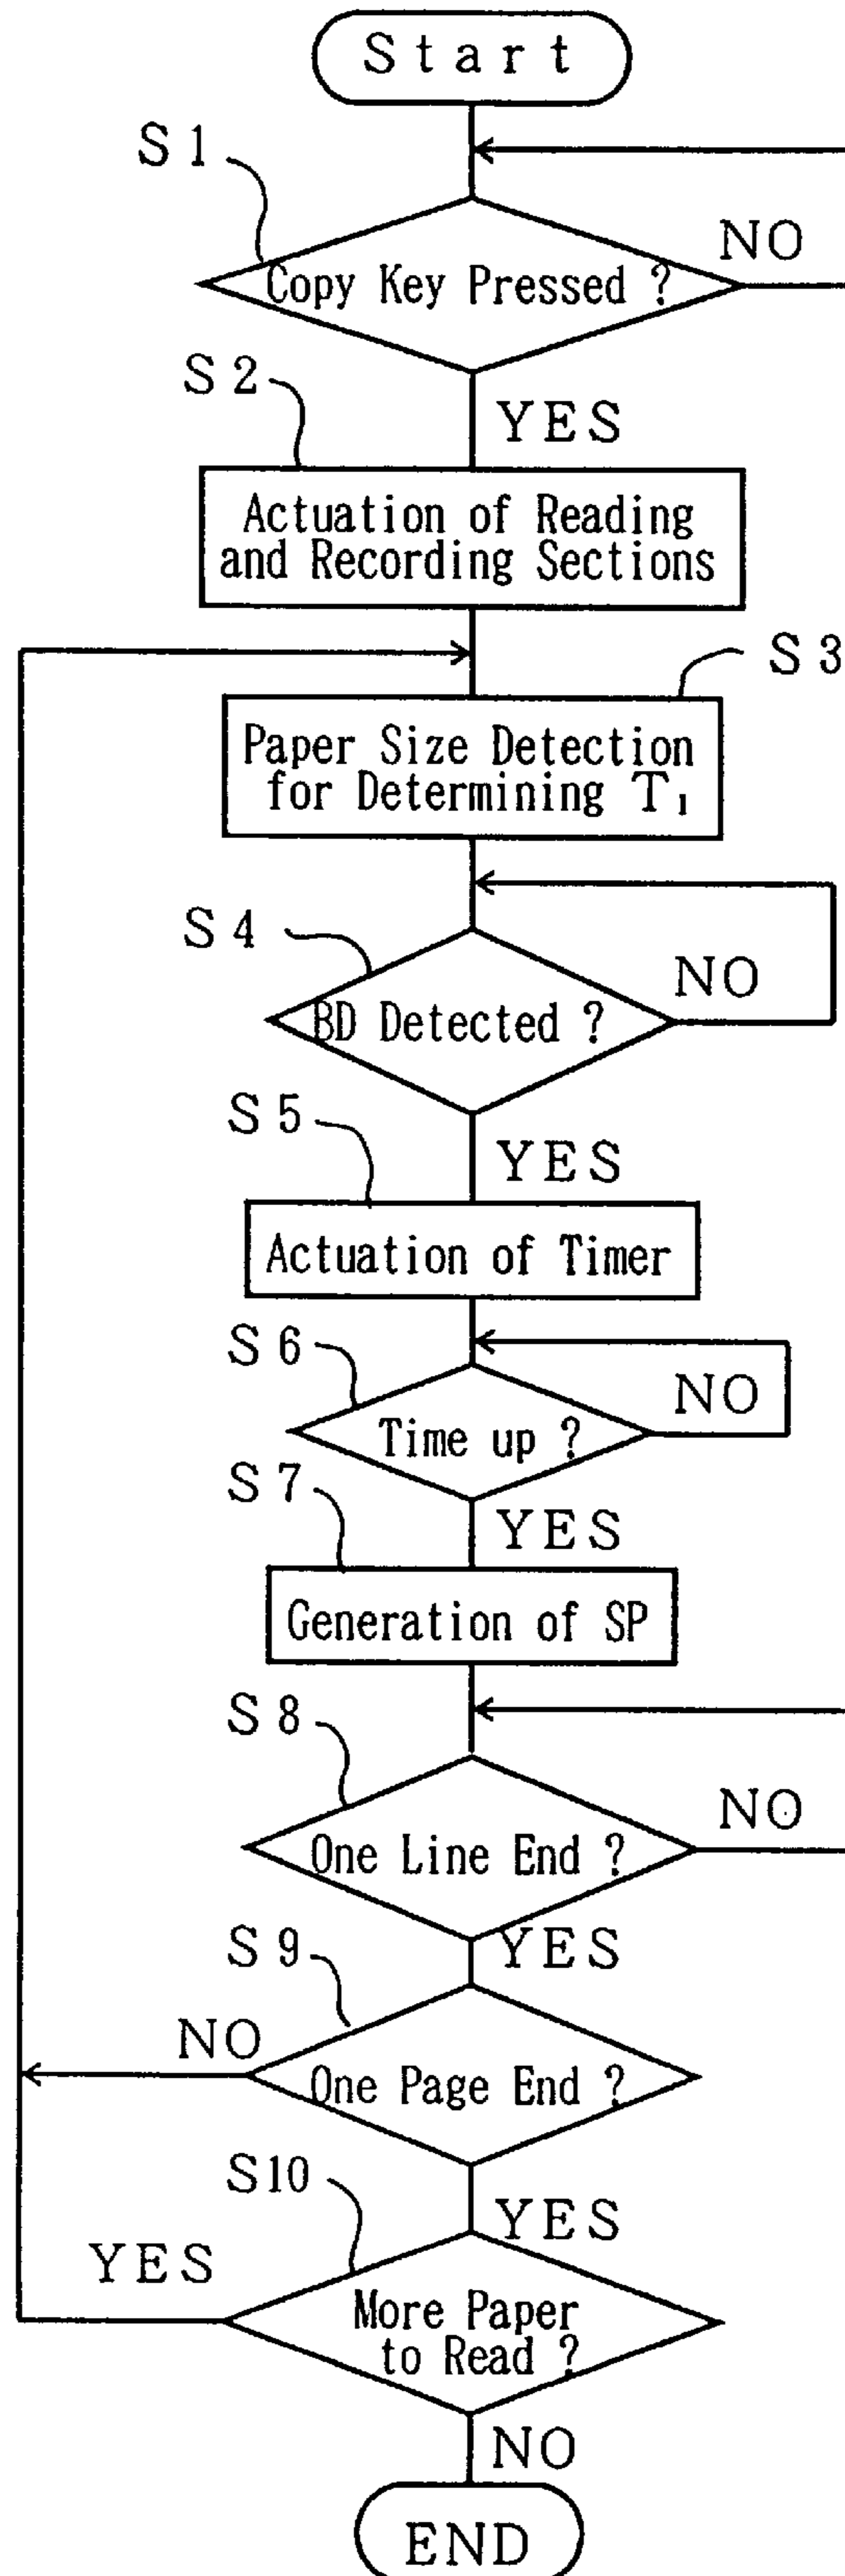 Start
S1
Copy Key Pressed ?
NO
YES
S2
Actuation of Reading
and Recording Sections
S3
Paper Size Detection
for Determining T₁
S4
BD Detected ?
NO
YES
S5
Actuation of Timer
S6
Time up ?
NO
YES
S7
Generation of SP
S8
One Line End ?
NO
YES
S9
NO
One Page End ?
S10
YES
YES
More Paper
to Read ?
NO
END